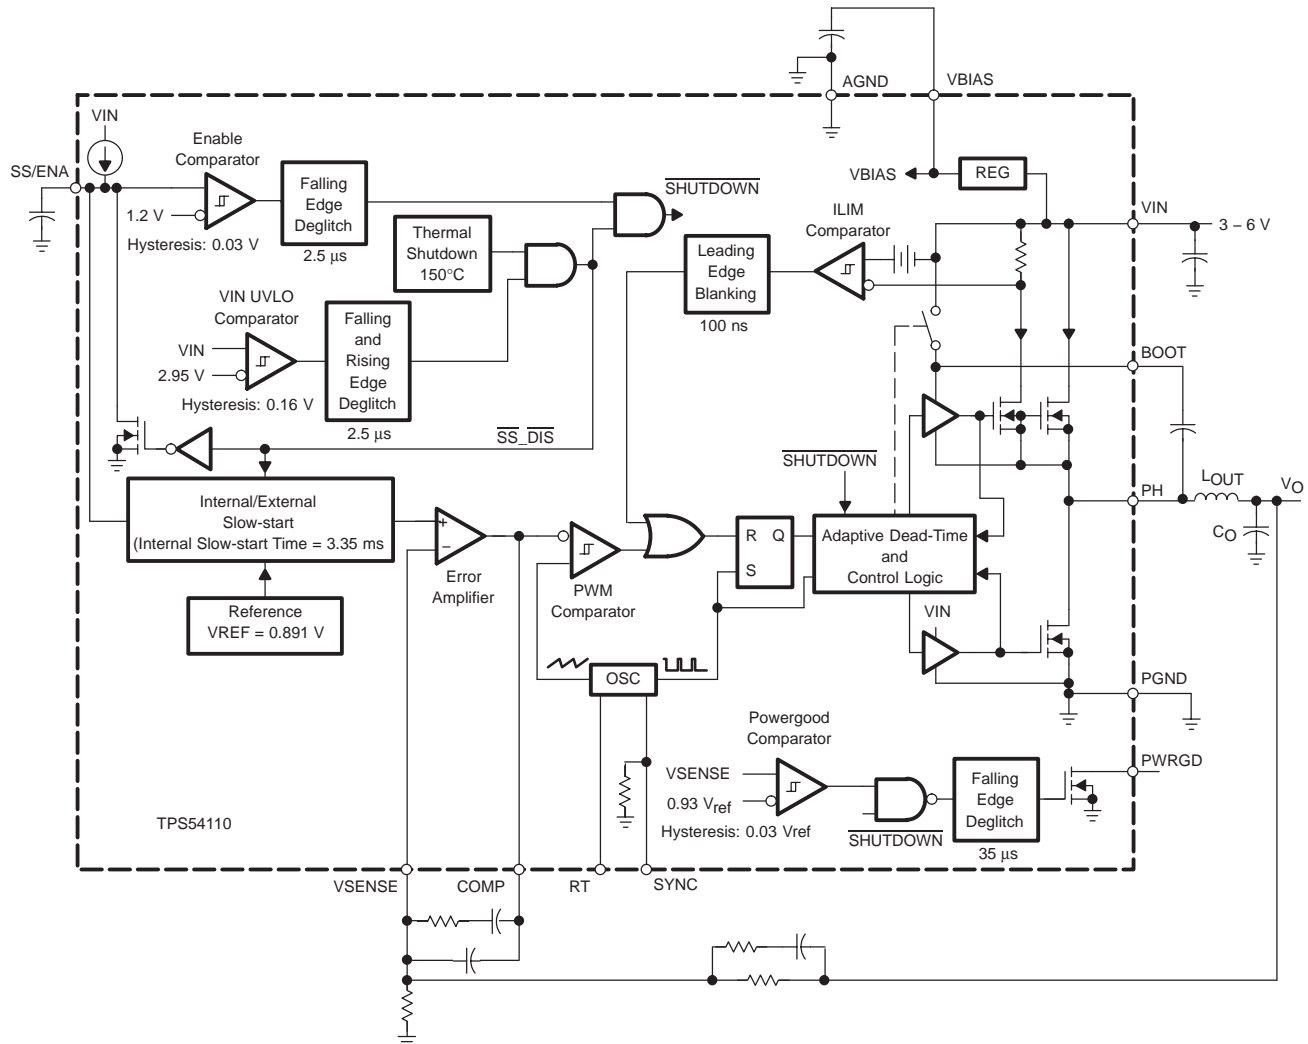 AGND
VBIAS
VIN
Enable
Comparator
SS/ENA
1.2 V
Hysteresis: 0.03 V
Falling
Edge
Deglitch
2.5 μs
SHUTDOWN
VBIAS
REG
VIN
3 – 6 V
ILIM
Comparator
Thermal
Shutdown
150°C
Leading
Edge
Blanking
100 ns
VIN UVLO
Comparator
VIN
2.95 V
Hysteresis: 0.16 V
Falling
and
Rising
Edge
Deglitch
2.5 μs
BOOT
SS_DIS
SHUTDOWN
Internal/External
Slow-start
(Internal Slow-start Time = 3.35 ms
Reference
VREF = 0.891 V
+
−
Error
Amplifier
PWM
Comparator
R Q
S
Adaptive Dead-Time
and
Control Logic
PH
LOUT
VO
CO
VIN
OSC
PGND
Powergood
Comparator
VSENSE
0.93 Vref
Hysteresis: 0.03 Vref
SHUTDOWN
Falling
Edge
Deglitch
35 μs
PWRGD
TPS54110
VSENSE
COMP
RT
SYNC